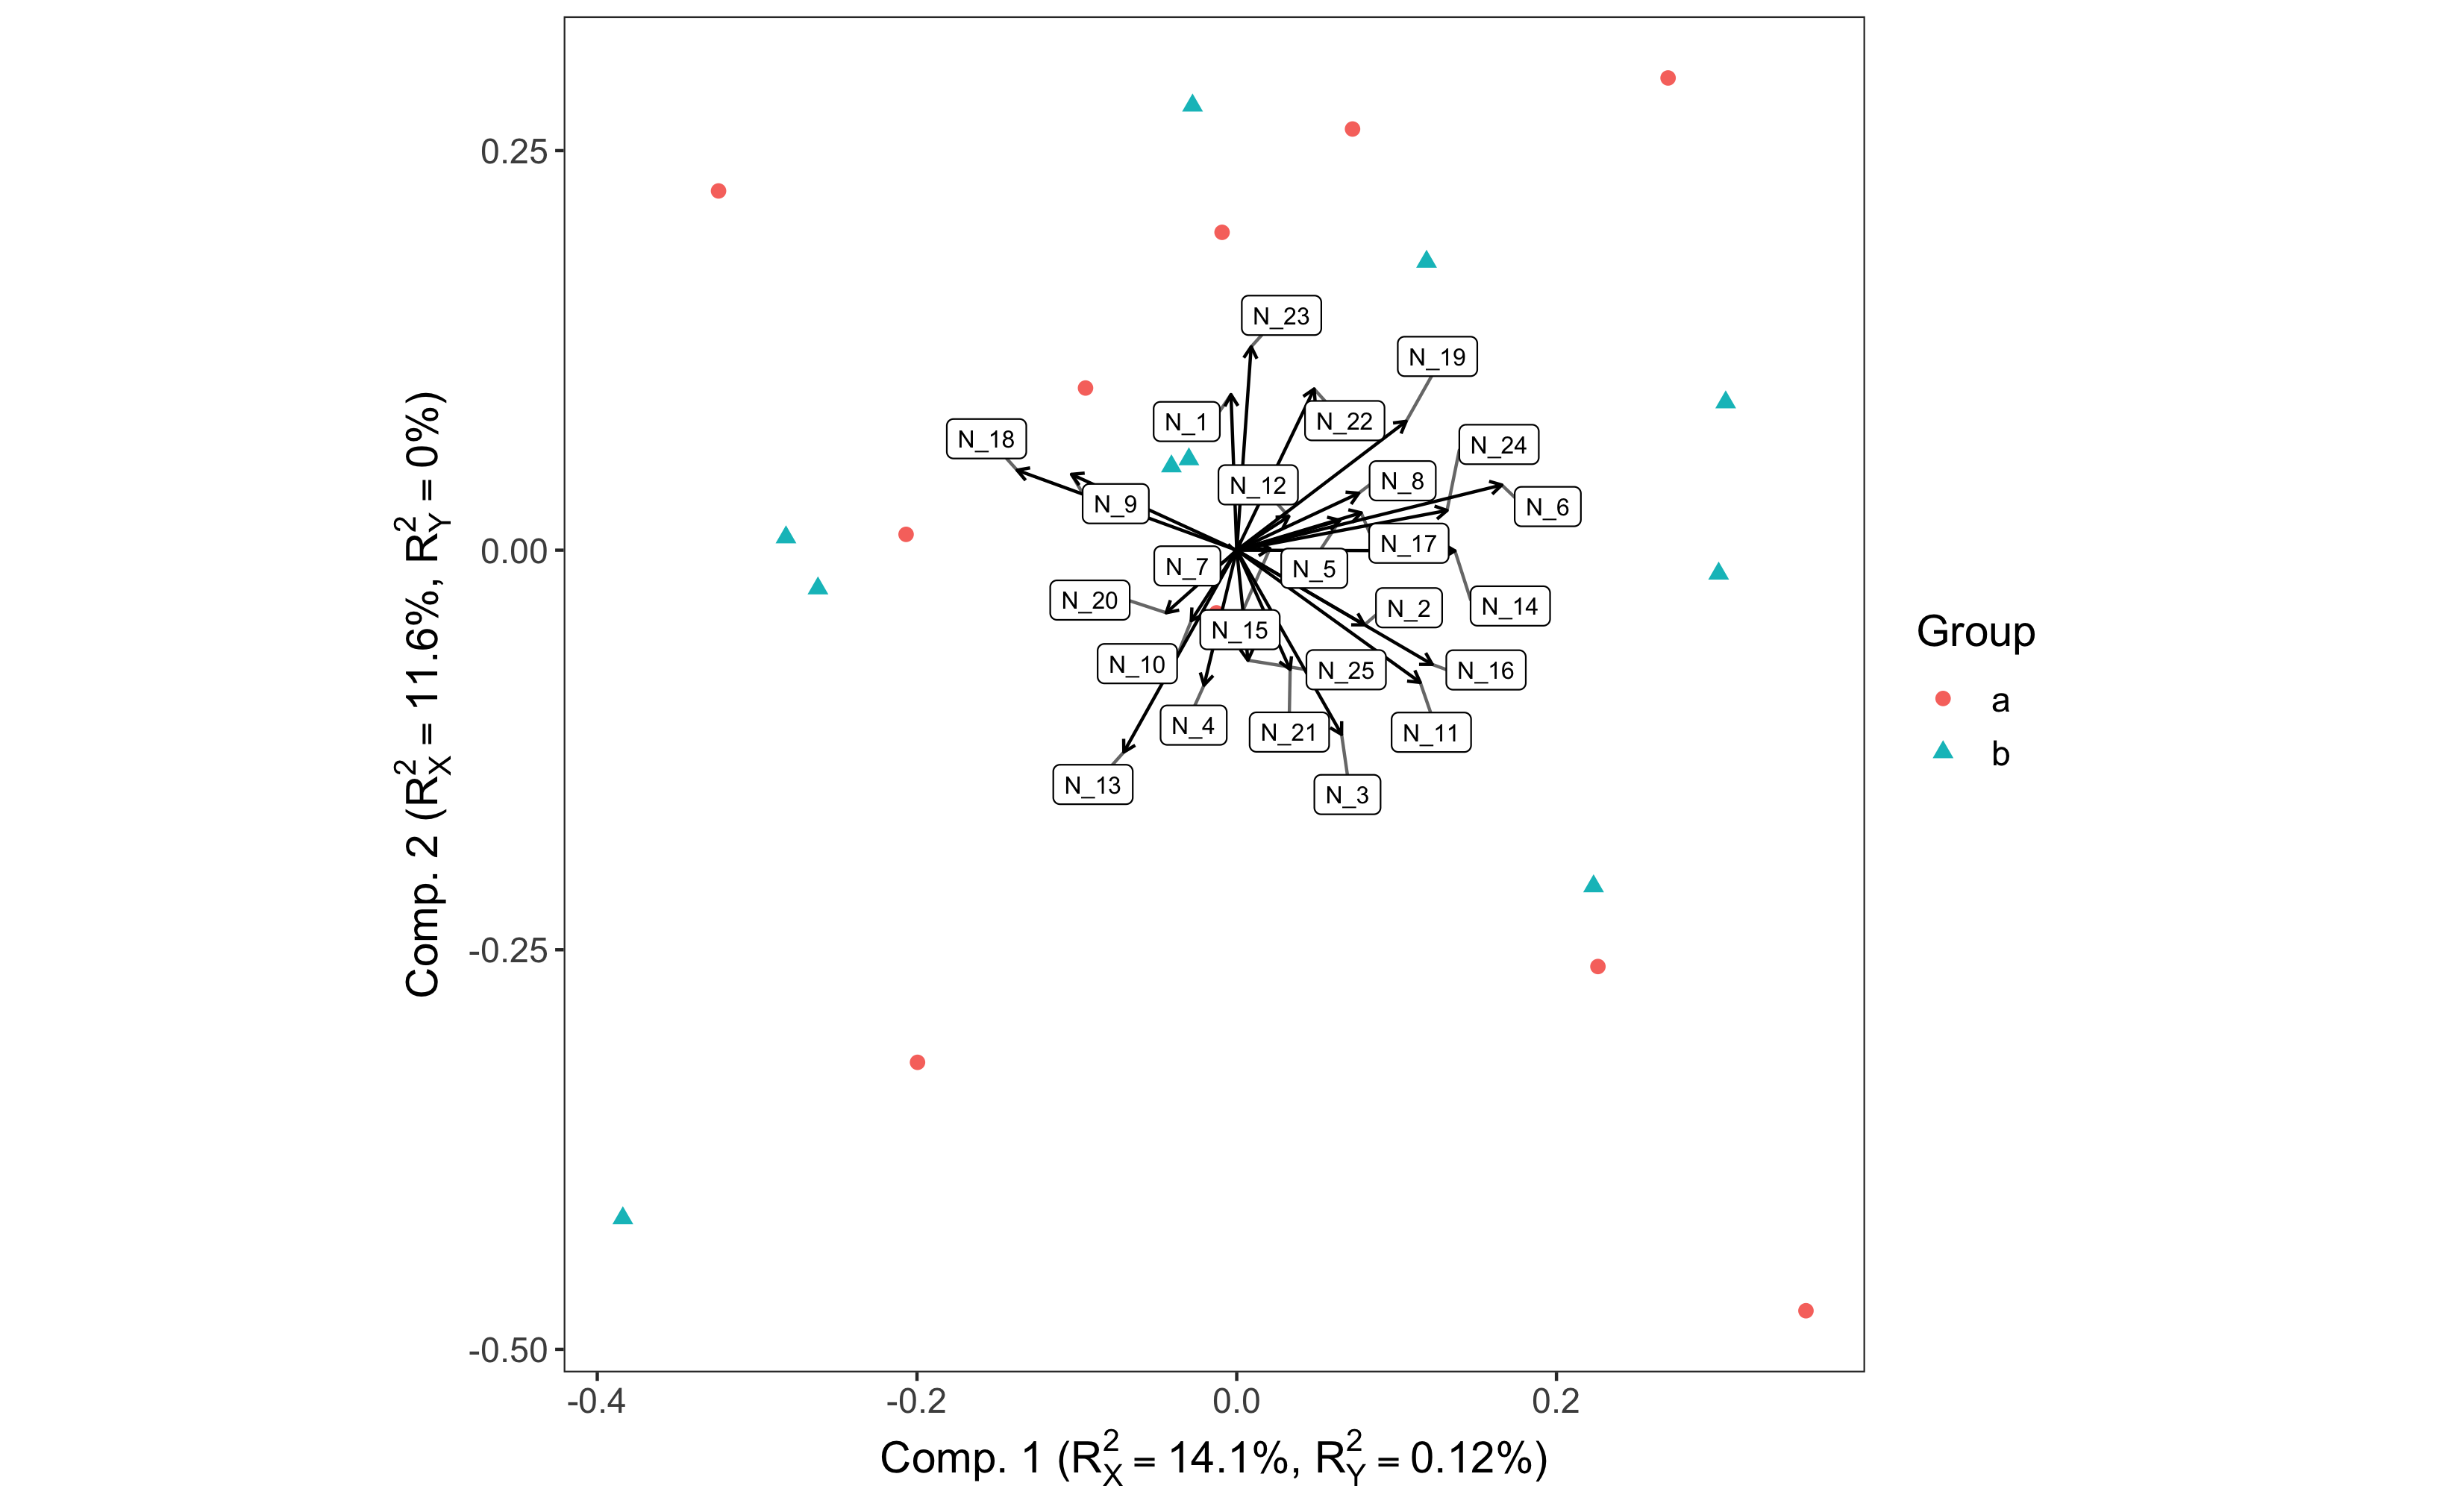 Comp. 2 (R²X = 11.6%, R²Y = 0%)
0.25
0.00
-0.25
-0.50
N_23
N_19
N_1
N_22
N_18
N_24
N_12
N_8
N_9
N_6
N_17
N_7
N_5
N_20
N_2
N_14
N_15
N_10
N_25
N_16
N_4
N_21
N_11
N_13
N_3
-0.4
-0.2
0.0
0.2
Comp. 1 (R²X = 14.1%, R²Y = 0.12%)
Group
a
b